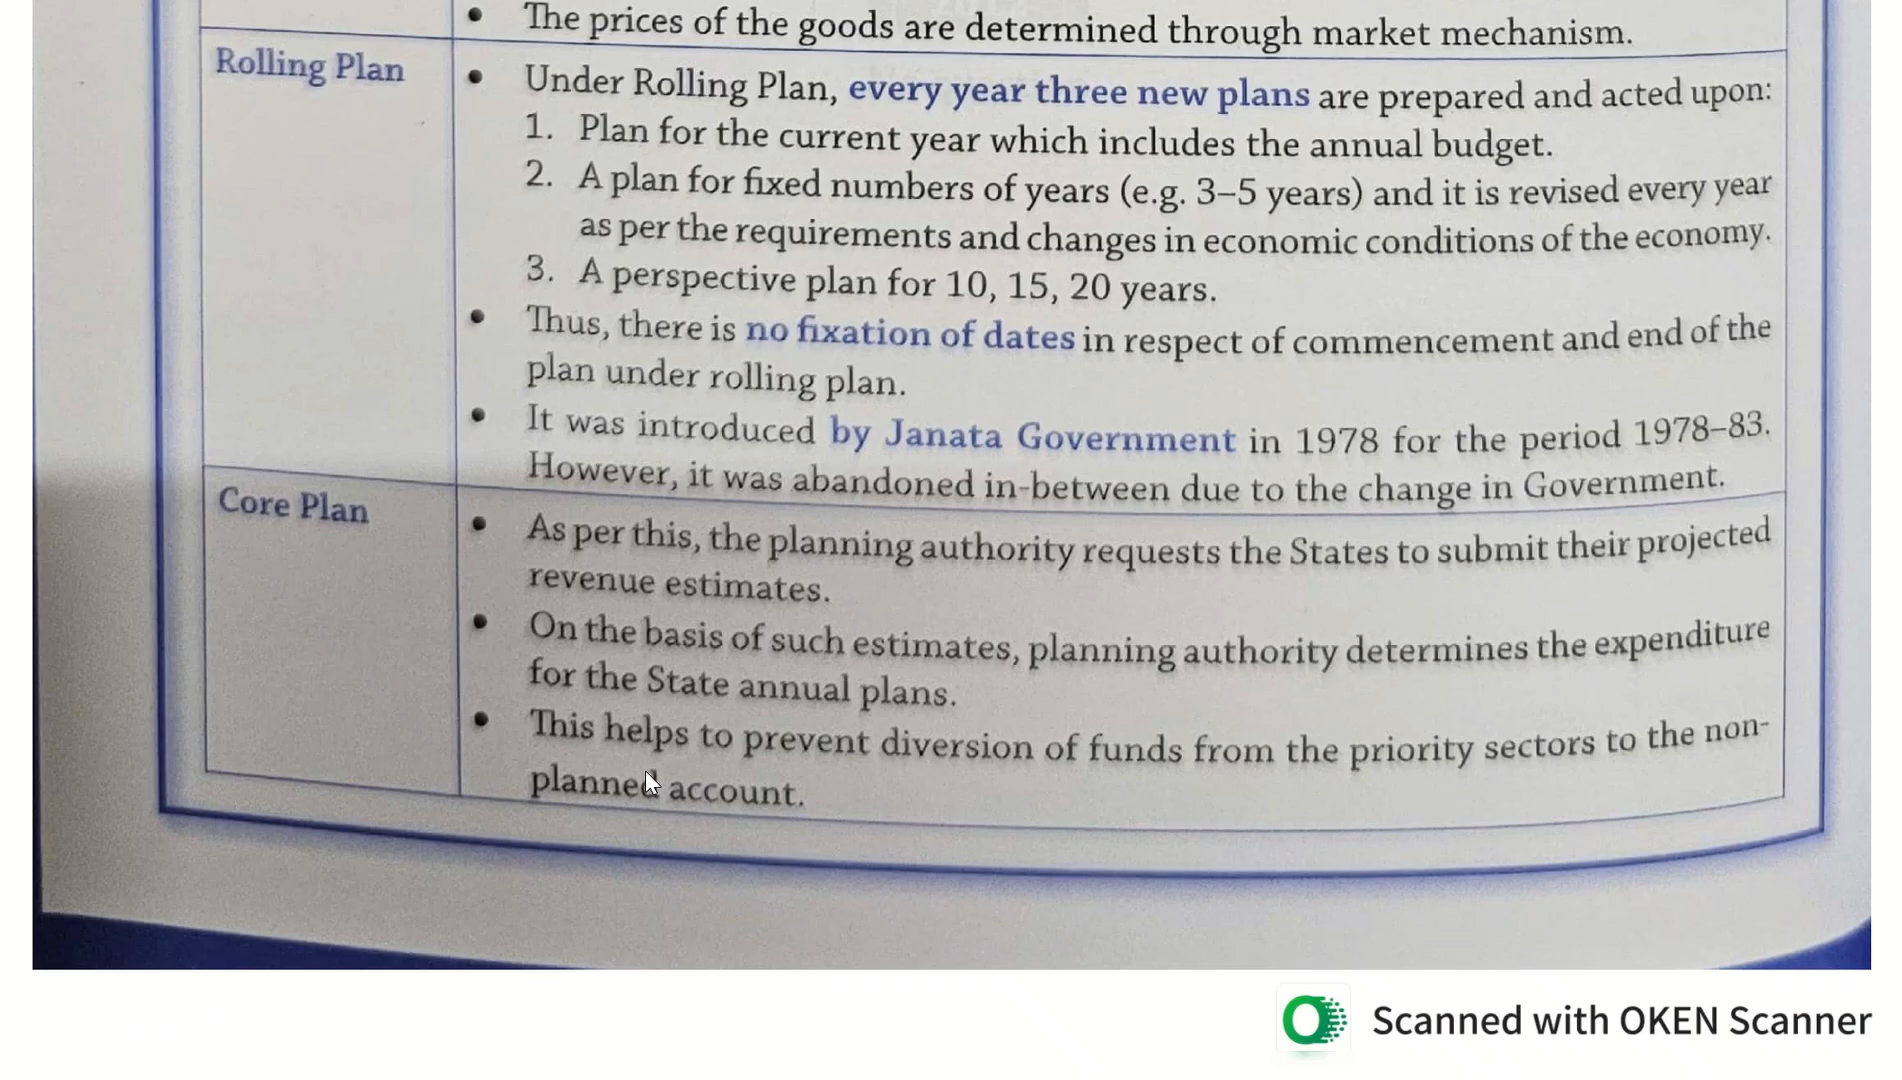 • The prices of the goods are determined through market mechanism.
Rolling Plan
• Under Rolling Plan, every year three new plans are prepared and acted upon:
1. Plan for the current year which includes the annual budget.
2. A plan for fixed numbers of years (e.g. 3–5 years) and it is revised every year
as per the requirements and changes in economic conditions of the economy.
3. A perspective plan for 10, 15, 20 years.
• Thus, there is no fixation of dates in respect of commencement and end of the
plan under rolling plan.
• It was introduced by Janata Government in 1978 for the period 1978–83.
However, it was abandoned in-between due to the change in Government.
Core Plan
• As per this, the planning authority requests the States to submit their projected
revenue estimates.
• On the basis of such estimates, planning authority determines the expenditure
for the State annual plans.
• This helps to prevent diversion of funds from the priority sectors to the non-
planned account.
Scanned with OKEN Scanner